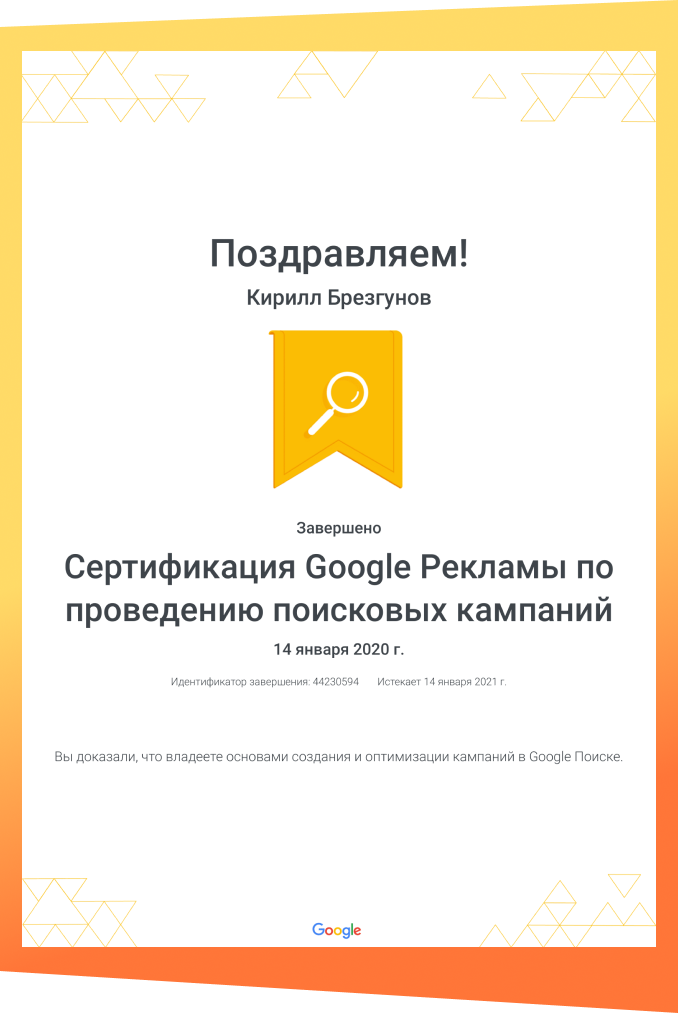 Поздравляем!
Кирилл Брезгунов
Завершено
Сертификация Google Рекламы по
проведению поисковых кампаний
14 января 2020 г.
Идентификатор завершения: 44230594 Истекает 14 января 2021 г.
Вы доказали, что владеете основами создания и оптимизации кампаний в Google Поиске.
Google